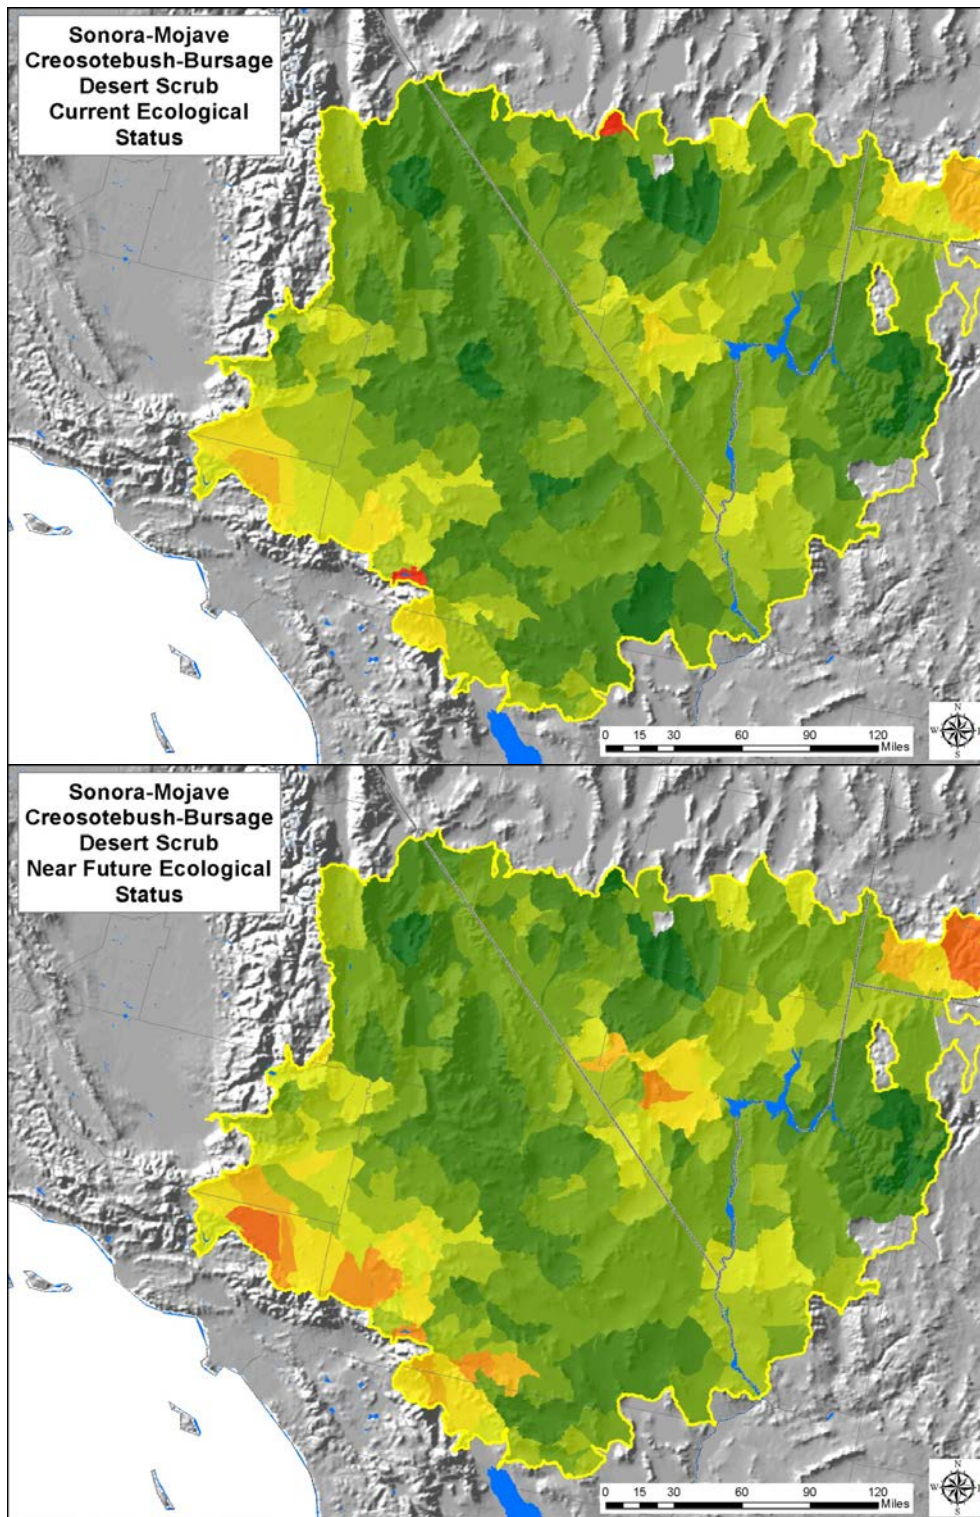 Sonora-Mojave
Creosotebush-Bursage
Desert Scrub
Current Ecological
Status
N
W
E
S
0 15 30 60 90 120
Miles
Sonora-Mojave
Creosotebush-Bursage
Desert Scrub
Near Future Ecological
Status
N
W
E
S
0 15 30 60 90 120
Miles